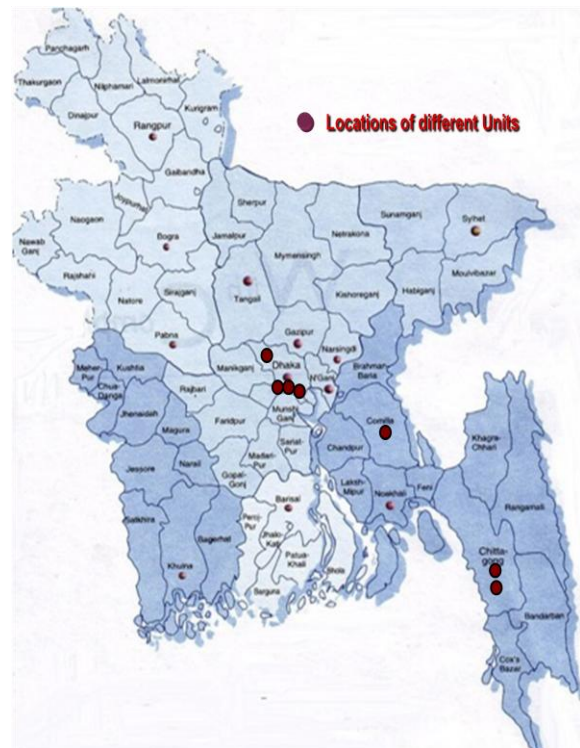 Panchagarh
Thakurgaon
Nilphamari
Lalmonirhat
Dinajpur
Kurigram
Rangpur
Locations of different Units
Gaibandha
Joypurhat
Naogaon
Sherpur
Sunamganj
Sylhet
Nawab
Ganj
Bogra
Jamalpur
Netrakona
Mymensingh
Moulvibazar
Rajshahi
Natore
Sirajganj
Tangail
Kishoreganj
Habiganj
Pabna
Gazipur
Narsingdi
Meher
Pur
Kushtia
Manikganj
Dhaka
N'Ganj
Brahman-
Baria
Chua-
Danga
Rajbari
Jhenaidah
Magura
Faridpur
Munshi
Ganj
Comilla
Khagra-
Chhari
Jessore
Narail
Madari-
Pur
Sariat-
Pur
Chandpur
Gopal-
Gonj
Laksh-
Mipur
Noakhali
Feni
Rangamati
Satkhira
Bagerhat
Barisal
Piroj-
Pur
Jhalo-
Kati
Patua-
Khali
Bhola
Chitta-
gong
Khulna
Bargura
Bandarban
Cox's
Bazar